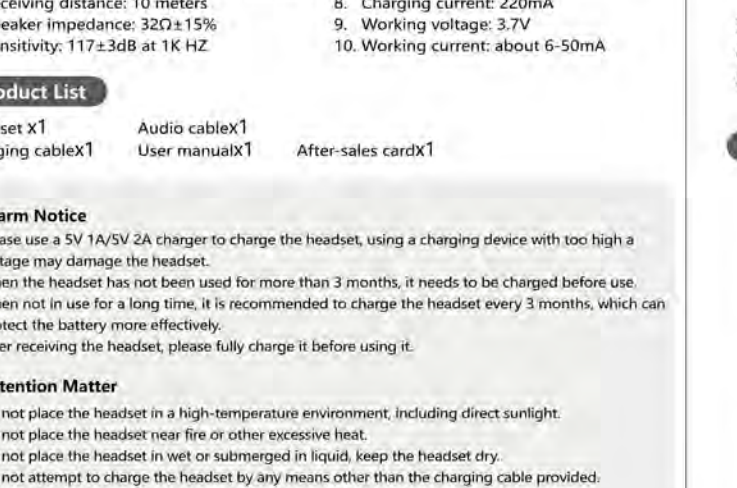 ceiving distance: 10 meters
8. Charging current: 220mA
eaker impedance: 32Ω±15%
9. Working voltage: 3.7V
nsitivity: 117±3dB at 1K HZ
10. Working current: about 6-50mA
oduct List
set X1
Audio cableX1
ging cableX1
User manualX1
After-sales cardX1
arm Notice
ase use a 5V 1A/5V 2A charger to charge the headset, using a charging device with too high a
tage may damage the headset.
en the headset has not been used for more than 3 months, it needs to be charged before use.
en not in use for a long time, it is recommended to charge the headset every 3 months, which can
otect the battery more effectively.
er receiving the headset, please fully charge it before using it.
tention Matter
not place the headset in a high-temperature environment, including direct sunlight.
not place the headset near fire or other excessive heat.
not place the headset in wet or submerged in liquid, keep the headset dry.
not attempt to charge the headset by any means other than the charging cable provided.